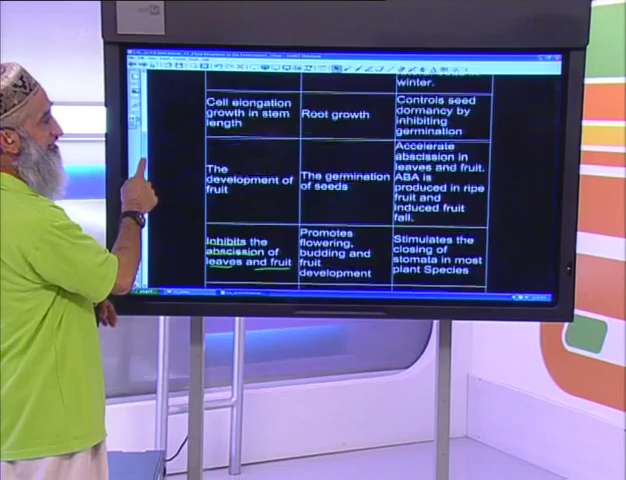 winter.
Cell elongation
growth in stem
length
Root growth
Controls seed
dormancy by
inhibiting
germination
The
development of
fruit
The germination
of seeds
Accelerate
abscission in
leaves and fruit.
ABA is
produced in ripe
fruit and
induced fruit
fall.
Inhibits the
abscission of
leaves and fruit
Promotes
flowering,
budding and
fruit
development
Stimulates the
closing of
stomata in most
plant Species
start